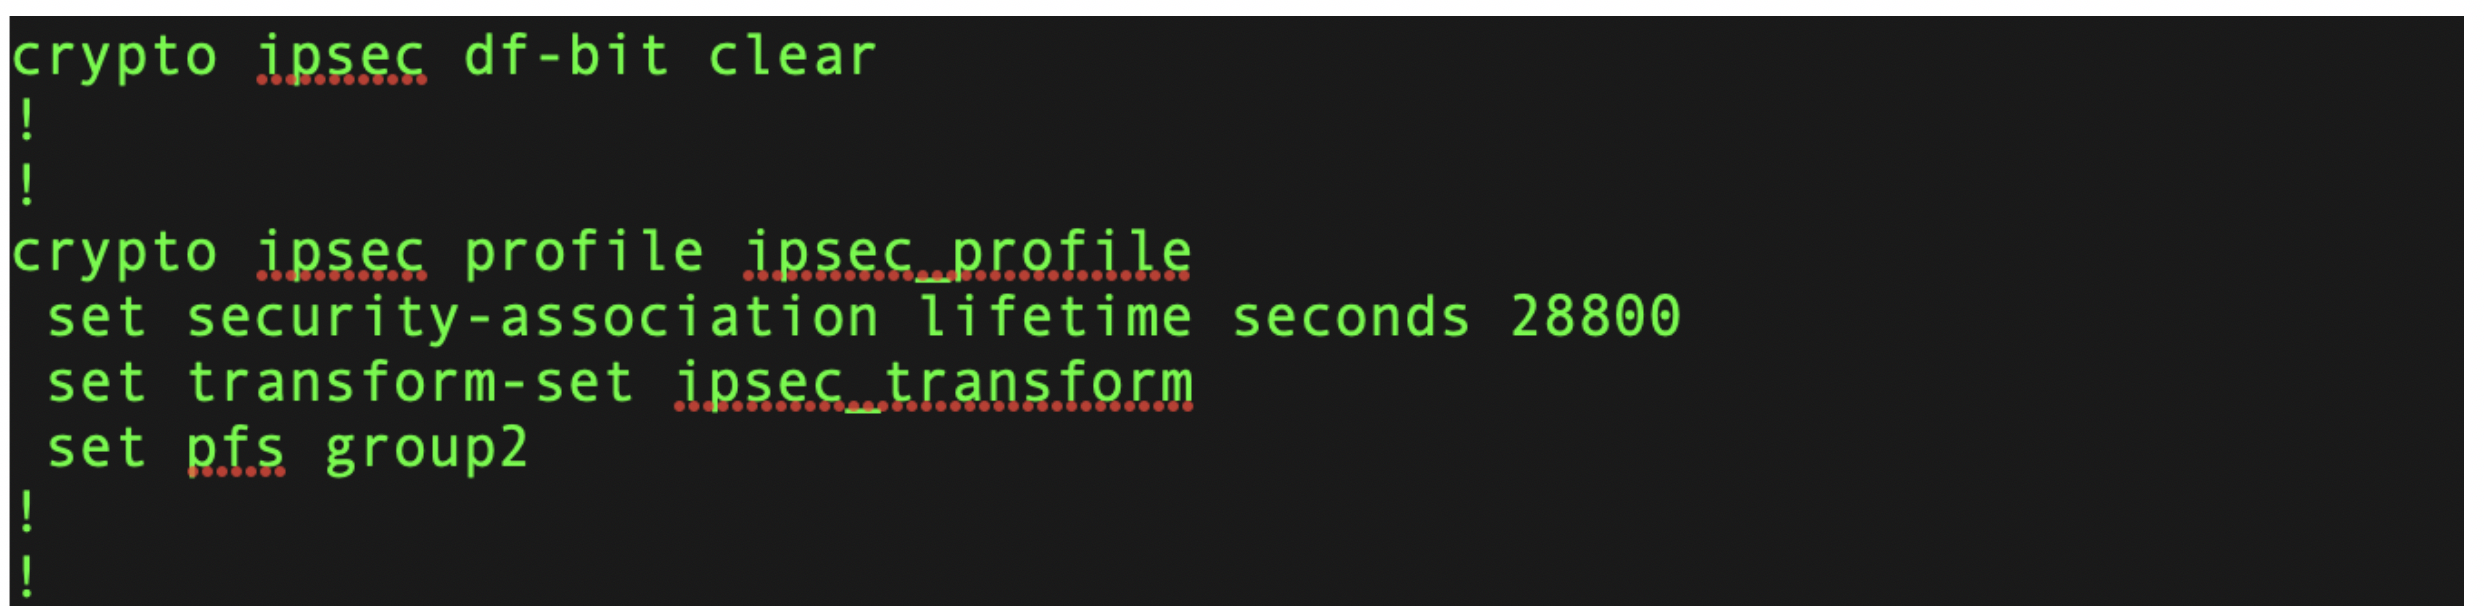 crypto ipsec df-bit clear
!
!
crypto ipsec profile ipsec_profile
 set security-association lifetime seconds 28800
 set transform-set ipsec_transform
 set pfs group2
!
!